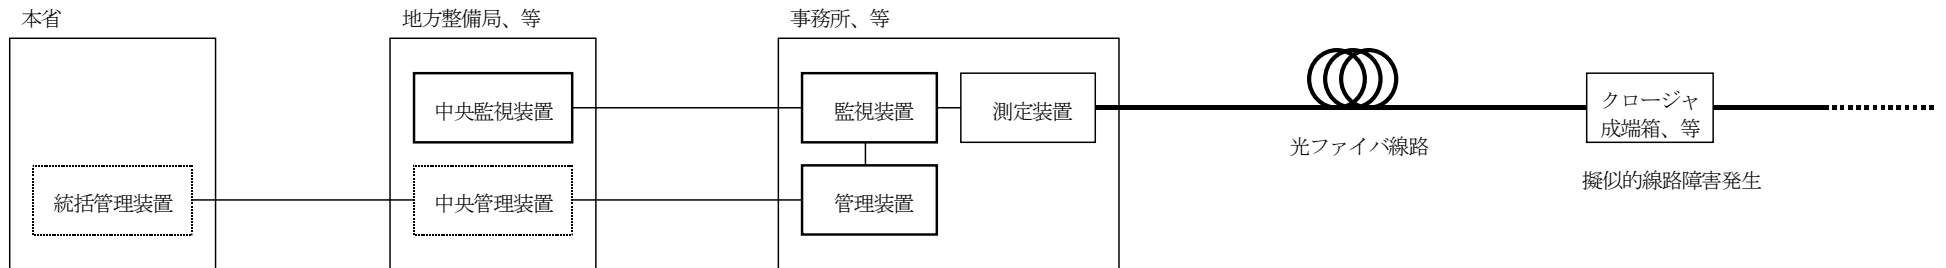 本省
地方整備局、等
事務所、等
中央監視装置
監視装置
測定装置
クロージャ
成端箱、等
光ファイバ線路
擬似的線路障害発生
統括管理装置
中央管理装置
管理装置